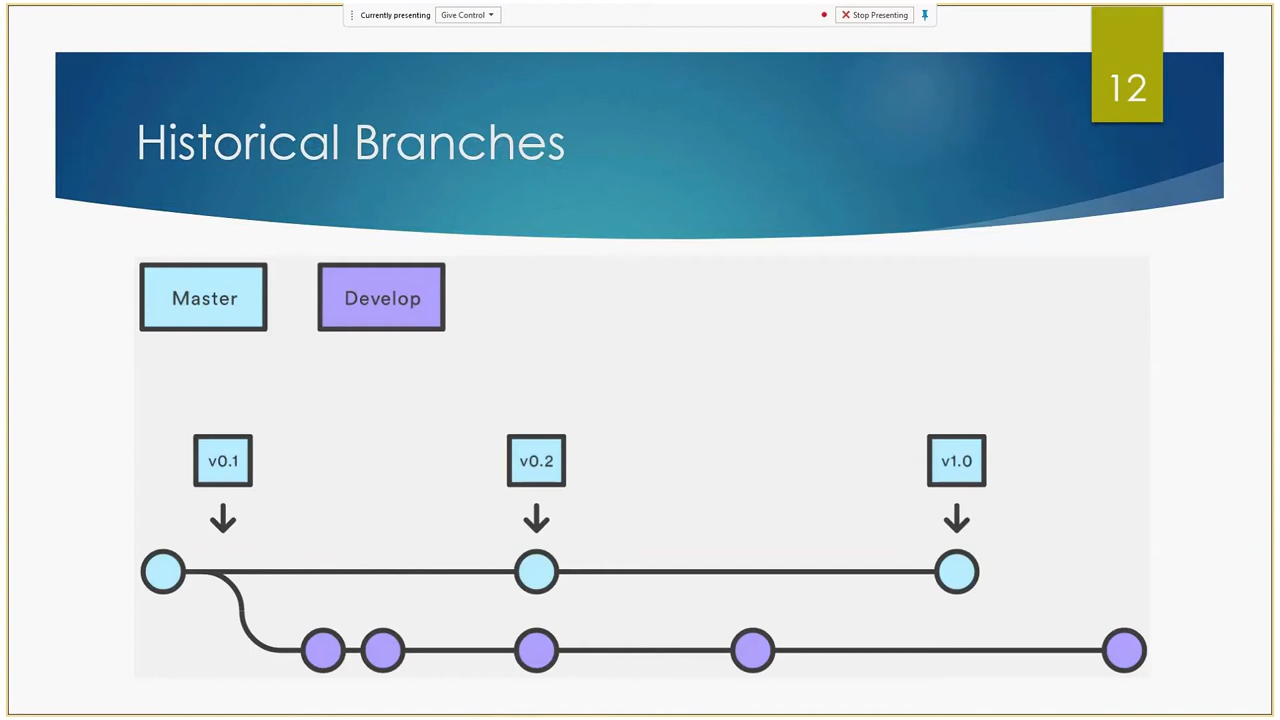 Currently presenting Give Control Stop Presenting
12
Historical Branches
Master Develop
v0.1 v0.2 v1.0